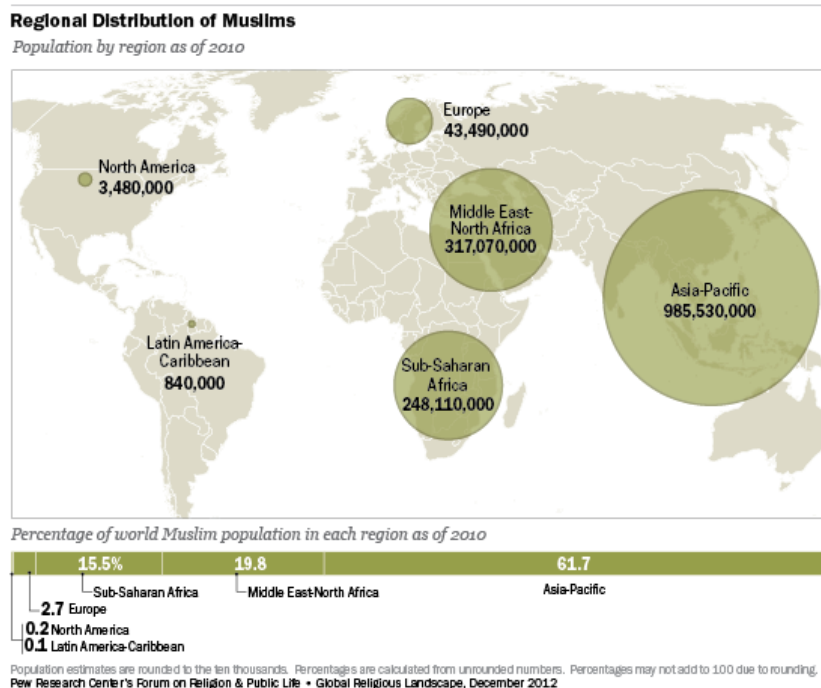 Regional Distribution of Muslims
Population by region as of 2010
Europe
43,490,000
North America
3,480,000
Middle East-
North Africa
317,070,000
Asia-Pacific
985,530,000
Latin America-
Caribbean
840,000
Sub-Saharan
Africa
248,110,000
Percentage of world Muslim population in each region as of 2010
15.5% 19.8 61.7
Sub-Saharan Africa Middle East-North Africa Asia-Pacific
2.7 Europe
0.2 North America
0.1 Latin America-Caribbean
Population estimates are rounded to the ten thousands. Percentages are calculated from unrounded numbers. Percentages may not add to 100 due to rounding.
Pew Research Center's Forum on Religion & Public Life • Global Religious Landscape, December 2012